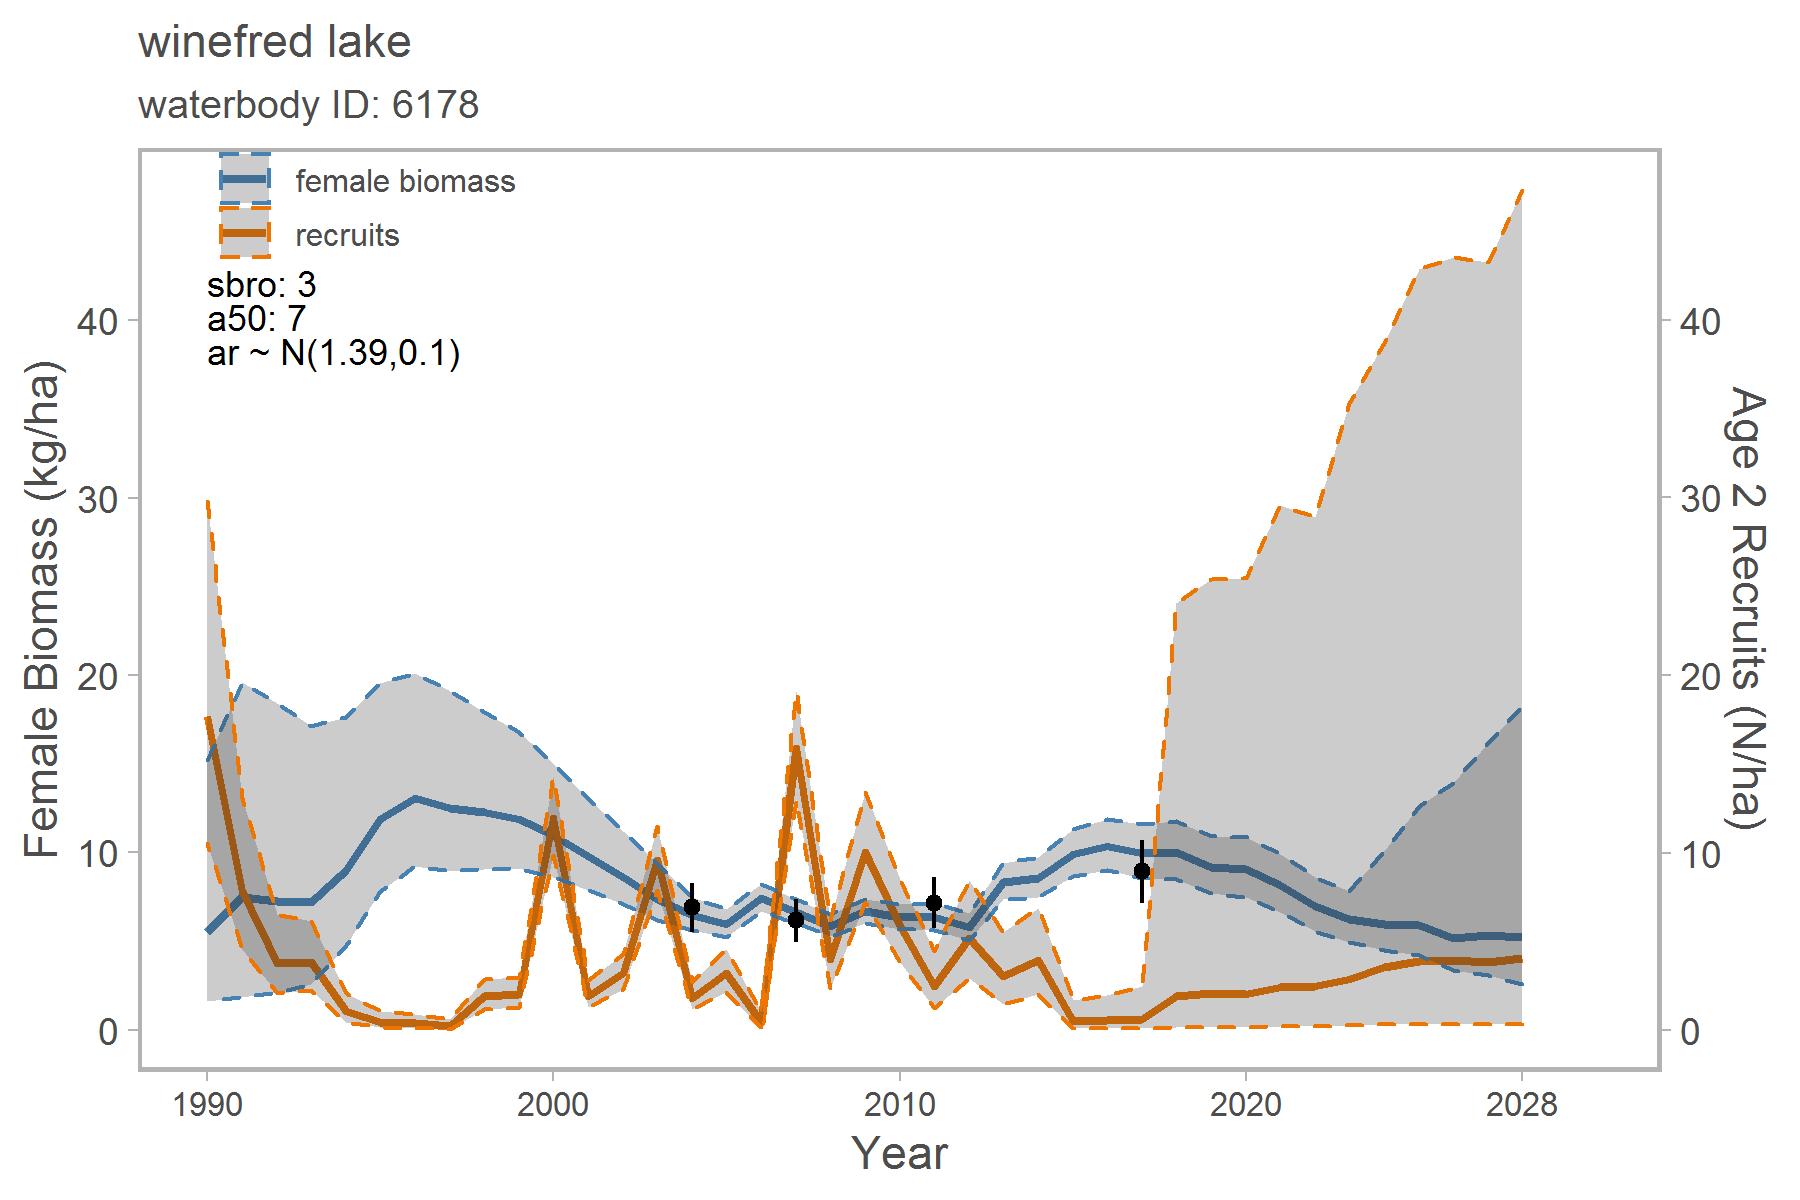 winefred lake
waterbody ID: 6178
female biomass
recruits
sbro: 3
a50: 7
ar ~ N(1.39,0.1)
Female Biomass (kg/ha)
40
30
20
10
0
40
30
20
10
0
Age 2 Recruits (N/ha)
1990
2000
2010
2020
2028
Year